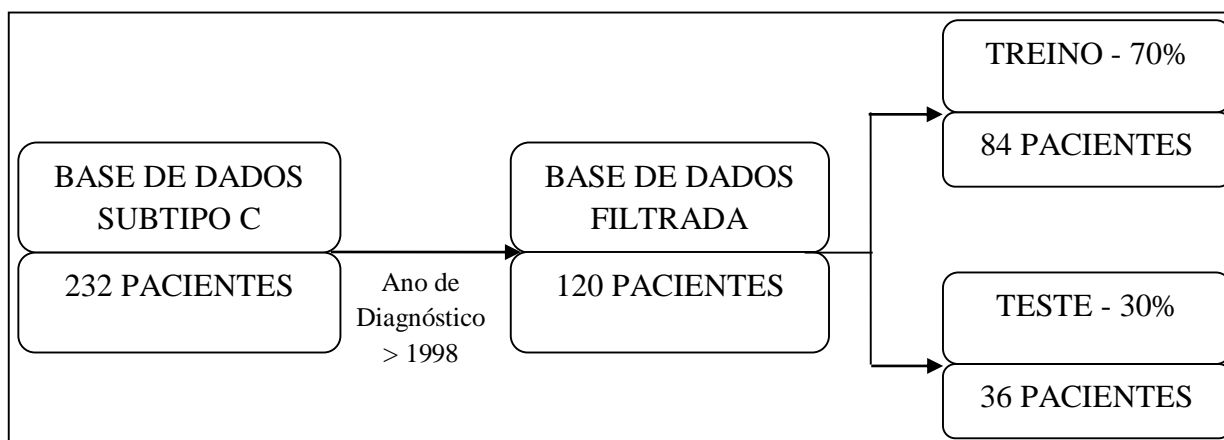 BASE DE DADOS
SUBTIPO C
232 PACIENTES
Ano de
Diagnóstico
> 1998
BASE DE DADOS
FILTRADA
120 PACIENTES
TREINO - 70%
84 PACIENTES
TESTE - 30%
36 PACIENTES